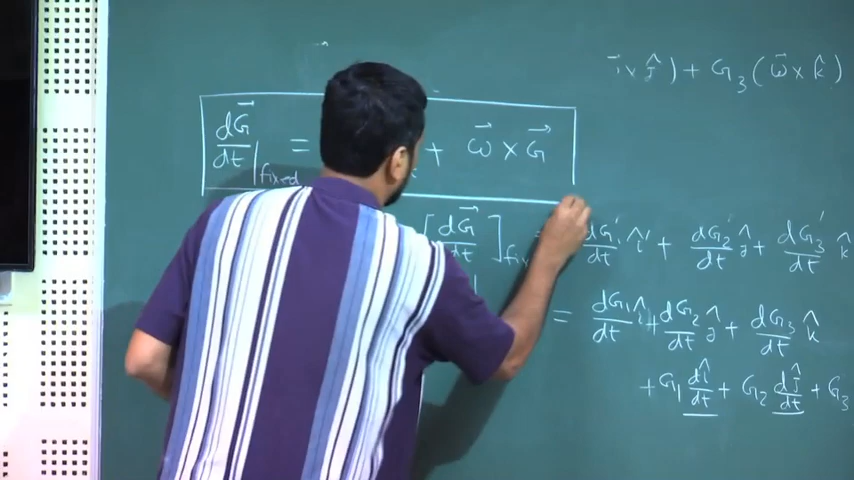 ı × ĵ ) + G₃ ( ω⃗ × k̂ )
dG⃗/dt |fixed = + ω⃗ × G⃗
[ dG⃗/dt ]fix = dG₁'/dt î' + dG₂'/dt ĵ + dG₃'/dt k̂
= dG₁/dt î + dG₂/dt ĵ + dG₃/dt k̂
+ G₁ dî/dt + G₂ dĵ/dt + G₃